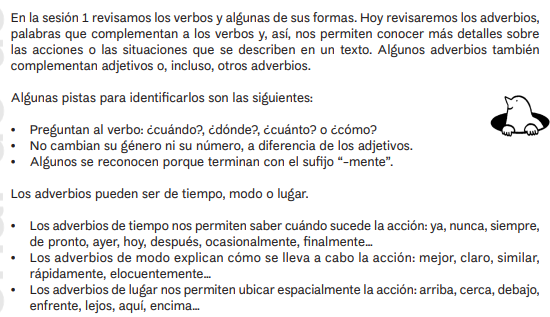 En la sesión 1 revisamos los verbos y algunas de sus formas. Hoy revisaremos los adverbios,
palabras que complementan a los verbos y, así, nos permiten conocer más detalles sobre
las acciones o las situaciones que se describen en un texto. Algunos adverbios también
complementan adjetivos o, incluso, otros adverbios.
Algunas pistas para identificarlos son las siguientes:
• Preguntan al verbo: ¿cuándo?, ¿dónde?, ¿cuánto? o ¿cómo?
• No cambian su género ni su número, a diferencia de los adjetivos.
• Algunos se reconocen porque terminan con el sufijo “-mente”.
Los adverbios pueden ser de tiempo, modo o lugar.
• Los adverbios de tiempo nos permiten saber cuándo sucede la acción: ya, nunca, siempre,
de pronto, ayer, hoy, después, ocasionalmente, finalmente...
• Los adverbios de modo explican cómo se lleva a cabo la acción: mejor, claro, similar,
rápidamente, elocuentemente...
• Los adverbios de lugar nos permiten ubicar espacialmente la acción: arriba, cerca, debajo,
enfrente, lejos, aquí, encima...